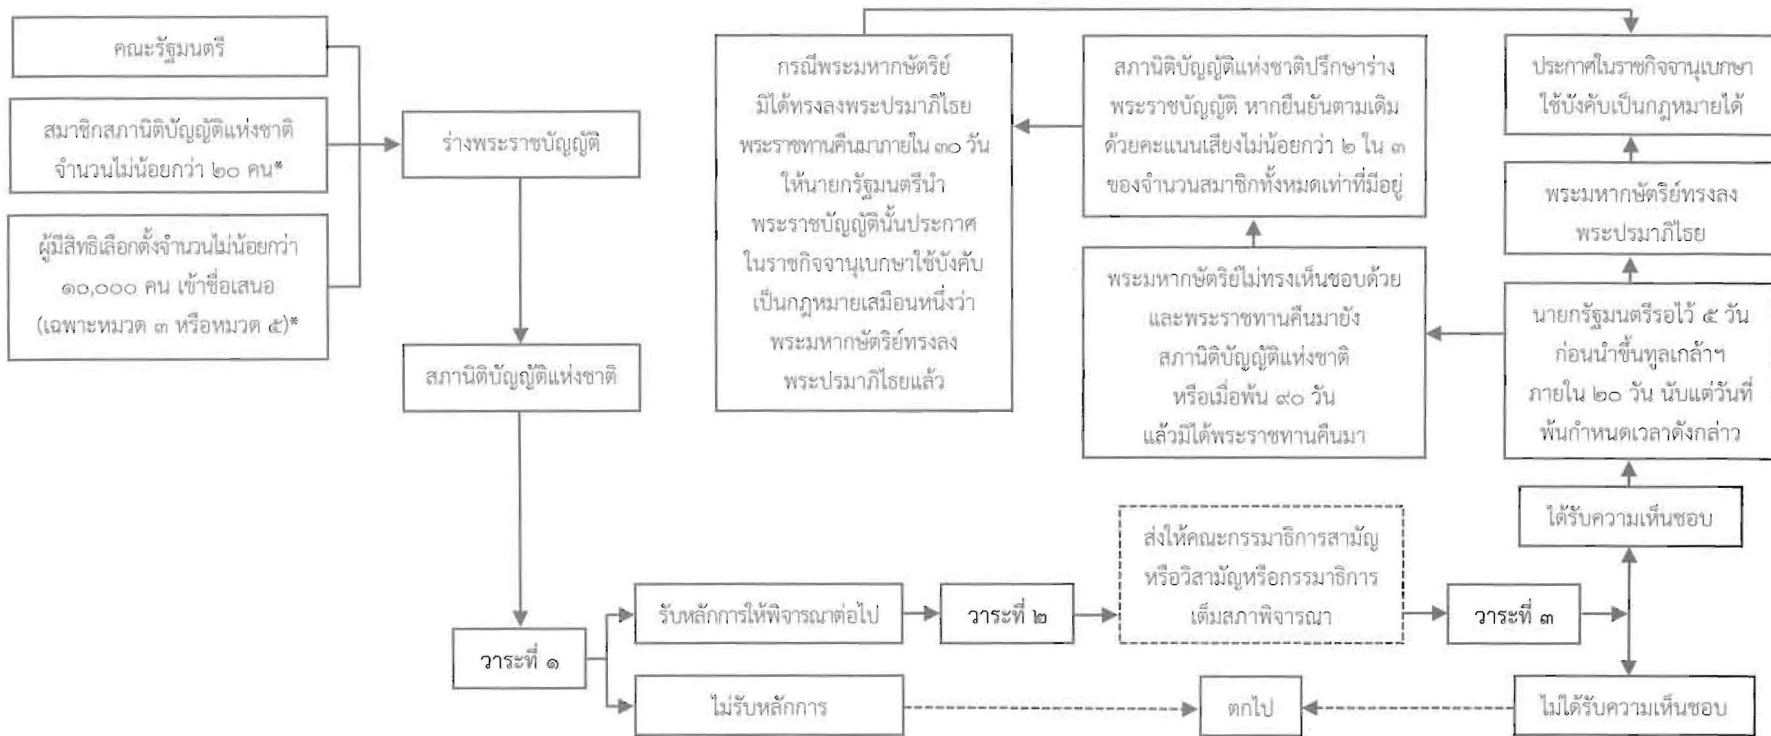 คณะรัฐมนตรี
สมาชิกสภานิติบัญญัติแห่งชาติ
จำนวนไม่น้อยกว่า ๒๐ คน*
ผู้มีสิทธิเลือกตั้งจำนวนไม่น้อยกว่า
๑๐,๐๐๐ คน เข้าชื่อเสนอ
(เฉพาะหมวด ๓ หรือหมวด ๕)*
ร่างพระราชบัญญัติ
สภานิติบัญญัติแห่งชาติ
วาระที่ ๑
รับหลักการให้พิจารณาต่อไป
ไม่รับหลักการ
วาระที่ ๒
ส่งให้คณะกรรมาธิการสามัญ
หรือวิสามัญหรือกรรมาธิการ
เต็มสภาพิจารณา
วาระที่ ๓
ตกไป
ไม่ได้รับความเห็นชอบ
ได้รับความเห็นชอบ
นายกรัฐมนตรีรอไว้ ๕ วัน
ก่อนนำขึ้นทูลเกล้าฯ
ภายใน ๒๐ วัน นับแต่วันที่
พ้นกำหนดเวลาดังกล่าว
พระมหากษัตริย์ทรงลง
พระปรมาภิไธย
ประกาศในราชกิจจานุเบกษา
ใช้บังคับเป็นกฎหมายได้
พระมหากษัตริย์ไม่ทรงเห็นชอบด้วย
และพระราชทานคืนมายัง
สภานิติบัญญัติแห่งชาติ
หรือเมื่อพ้น ๙๐ วัน
แล้วมิได้พระราชทานคืนมา
สภานิติบัญญัติแห่งชาติปรึกษาร่าง
พระราชบัญญัติ หากยืนยันตามเดิม
ด้วยคะแนนเสียงไม่น้อยกว่า ๒ ใน ๓
ของจำนวนสมาชิกทั้งหมดเท่าที่มีอยู่
กรณีพระมหากษัตริย์
มิได้ทรงลงพระปรมาภิไธย
พระราชทานคืนมาภายใน ๓๐ วัน
ให้นายกรัฐมนตรีนำ
พระราชบัญญัตินั้นประกาศ
ในราชกิจจานุเบกษาใช้บังคับ
เป็นกฎหมายเสมือนหนึ่งว่า
พระมหากษัตริย์ทรงลง
พระปรมาภิไธยแล้ว